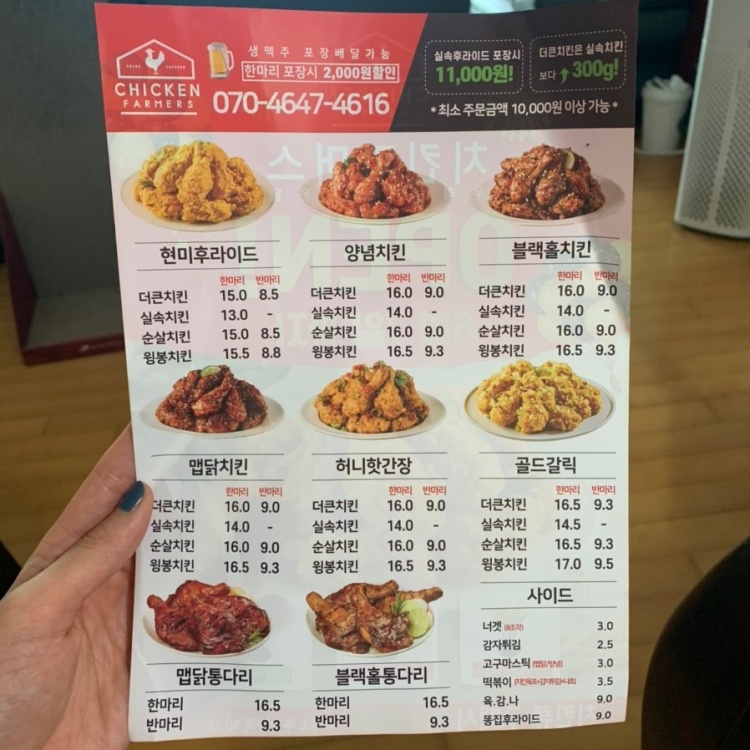 FRIED CHICKEN
CHICKEN
FARMERS
생맥주 포장배달가능
한마리 포장시 2,000원할인
070-4647-4616
실속후라이드 포장시
11,000원!
더큰치킨은 실속치킨
보다 300g!
*최소 주문금액 10,000원 이상 가능*
현미후라이드
한마리 반마리
더큰치킨 15.0 8.5
실속치킨 13.0 -
순살치킨 15.0 8.5
윙봉치킨 15.5 8.8
양념치킨
한마리 반마리
더큰치킨 16.0 9.0
실속치킨 14.0 -
순살치킨 16.0 9.0
윙봉치킨 16.5 9.3
블랙홀치킨
한마리 반마리
더큰치킨 16.0 9.0
실속치킨 14.0 -
순살치킨 16.0 9.0
윙봉치킨 16.5 9.3
맵닭치킨
한마리 반마리
더큰치킨 16.0 9.0
실속치킨 14.0 -
순살치킨 16.0 9.0
윙봉치킨 16.5 9.3
허니핫간장
한마리 반마리
더큰치킨 16.0 9.0
실속치킨 14.0 -
순살치킨 16.0 9.0
윙봉치킨 16.5 9.3
골드갈릭
한마리 반마리
더큰치킨 16.5 9.3
실속치킨 14.5 -
순살치킨 16.5 9.3
윙봉치킨 17.0 9.5
맵닭통다리
한마리 16.5
반마리 9.3
블랙홀통다리
한마리 16.5
반마리 9.3
사이드
너겟 (6조각) 3.0
감자튀김 2.5
고구마스틱 3.0
떡볶이 3.5
육.감.나 9.0
똥집후라이드 9.0